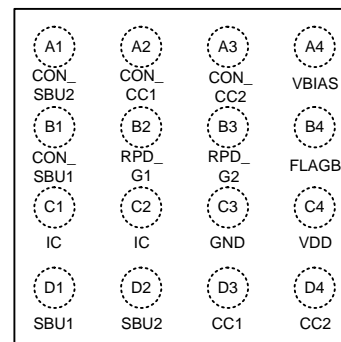 A1 A2 A3 A4
CON_ CON_ CON_ VBIAS
SBU2 CC1 CC2
B1 B2 B3 B4
CON_ RPD_ RPD_ FLAGB
SBU1 G1 G2
C1 C2 C3 C4
IC IC GND VDD
D1 D2 D3 D4
SBU1 SBU2 CC1 CC2